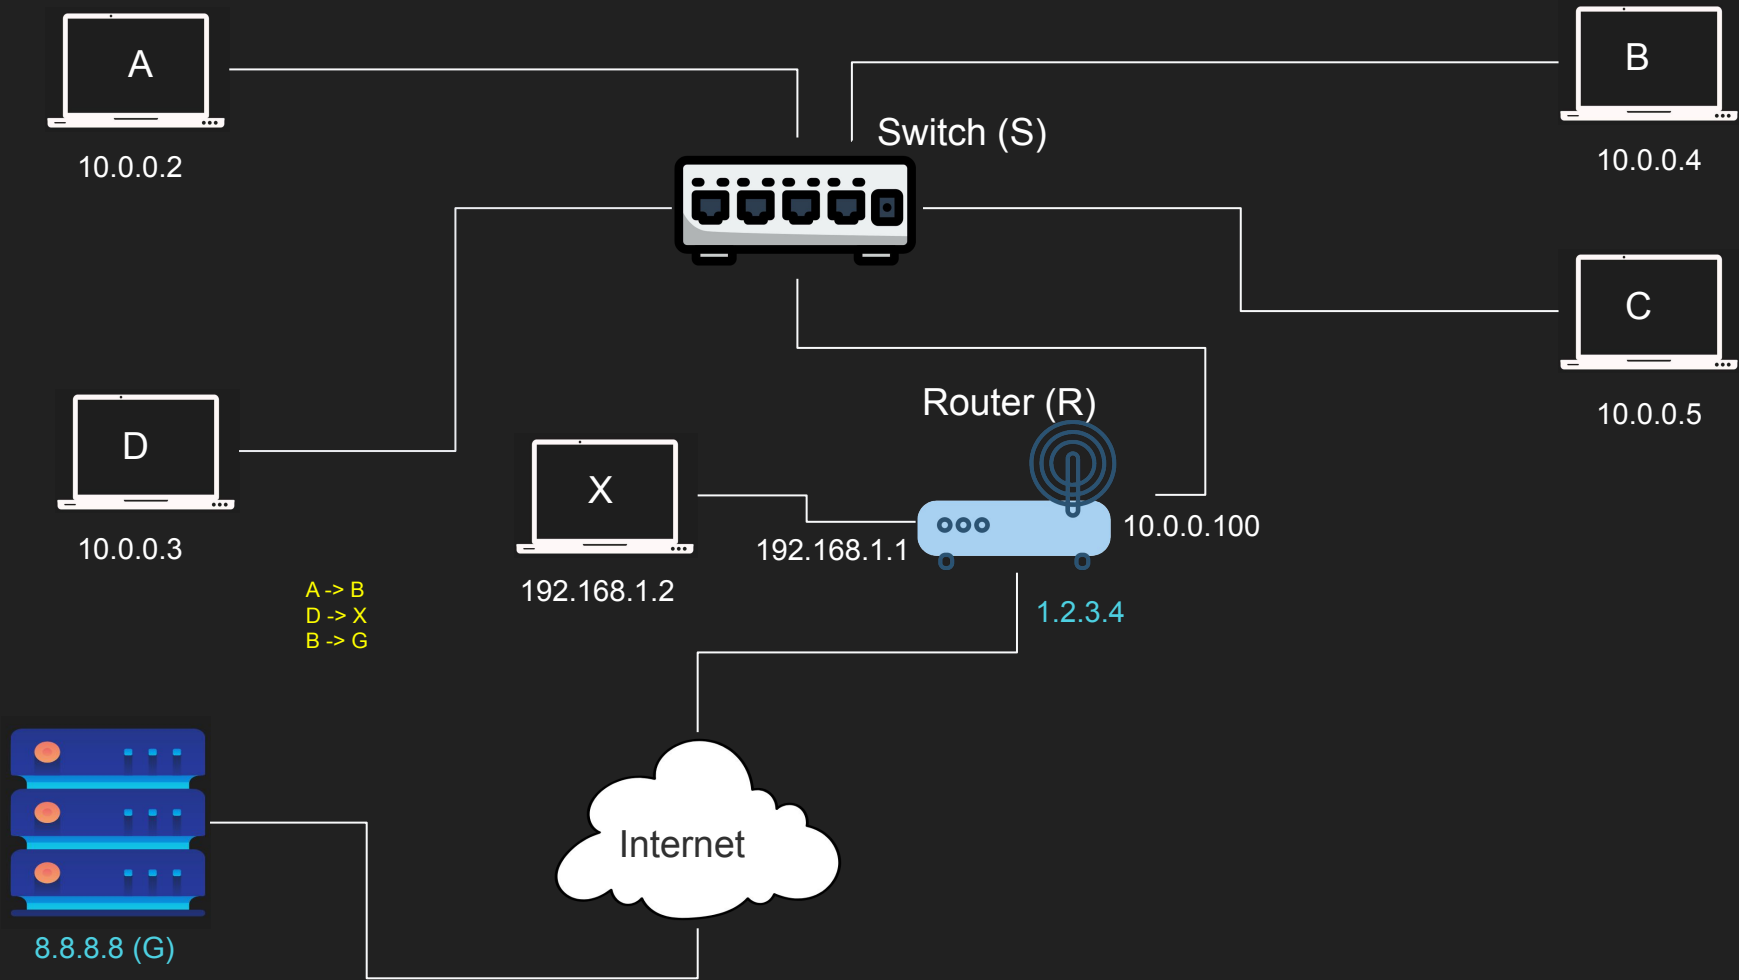 A
10.0.0.2
B
10.0.0.4
Switch (S)
C
10.0.0.5
D
10.0.0.3
X
192.168.1.2
Router (R)
192.168.1.1
10.0.0.100
1.2.3.4
A -> B
D -> X
B -> G
Internet
8.8.8.8 (G)